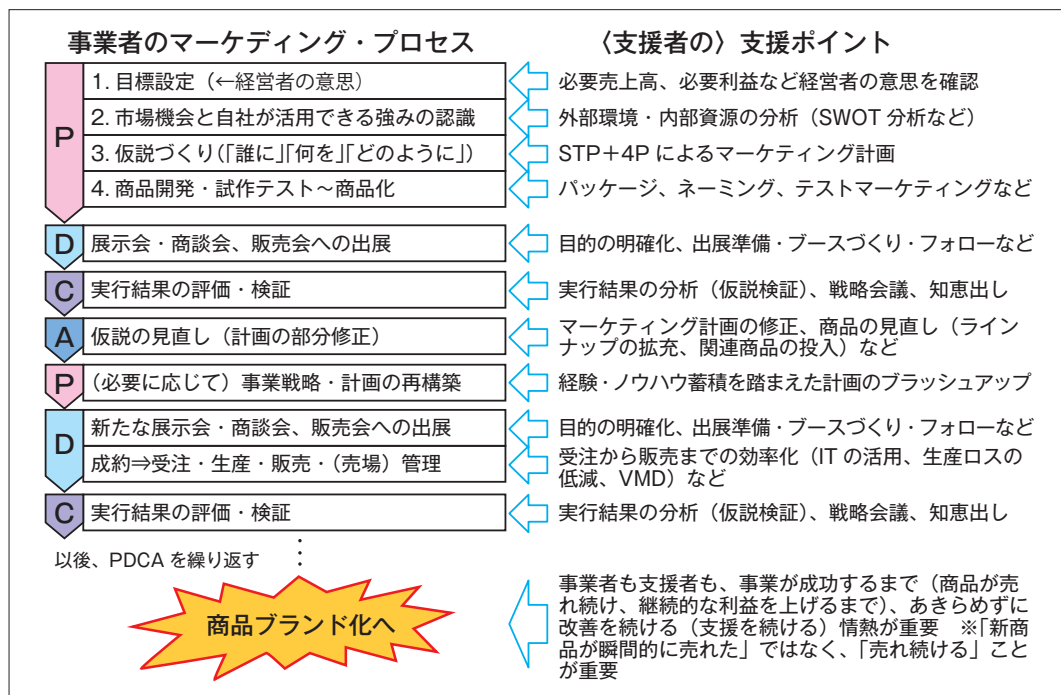 事業者のマーケディング・プロセス
〈支援者の〉支援ポイント
P
1. 目標設定（←経営者の意思）
必要売上高、必要利益など経営者の意思を確認
2. 市場機会と自社が活用できる強みの認識
外部環境・内部資源の分析（SWOT 分析など）
3. 仮説づくり（「誰に」「何を」「どのように」）
STP＋4P によるマーケティング計画
4. 商品開発・試作テスト～商品化
パッケージ、ネーミング、テストマーケティングなど
D
展示会・商談会、販売会への出展
目的の明確化、出展準備・ブースづくり・フォローなど
C
実行結果の評価・検証
実行結果の分析（仮説検証）、戦略会議、知恵出し
A
仮説の見直し（計画の部分修正）
マーケティング計画の修正、商品の見直し（ライン
ナップの拡充、関連商品の投入）など
P
（必要に応じて）事業戦略・計画の再構築
経験・ノウハウ蓄積を踏まえた計画のブラッシュアップ
D
新たな展示会・商談会、販売会への出展
目的の明確化、出展準備・ブースづくり・フォローなど
成約⇒受注・生産・販売・（売場）管理
受注から販売までの効率化（IT の活用、生産ロスの
低減、VMD）など
C
実行結果の評価・検証
実行結果の分析（仮説検証）、戦略会議、知恵出し
以後、PDCA を繰り返す
商品ブランド化へ
事業者も支援者も、事業が成功するまで（商品が売
れ続け、継続的な利益を上げるまで）、あきらめずに
改善を続ける（支援を続ける）情熱が重要　※「新商
品が瞬間的に売れた」ではなく、「売れ続ける」こと
が重要